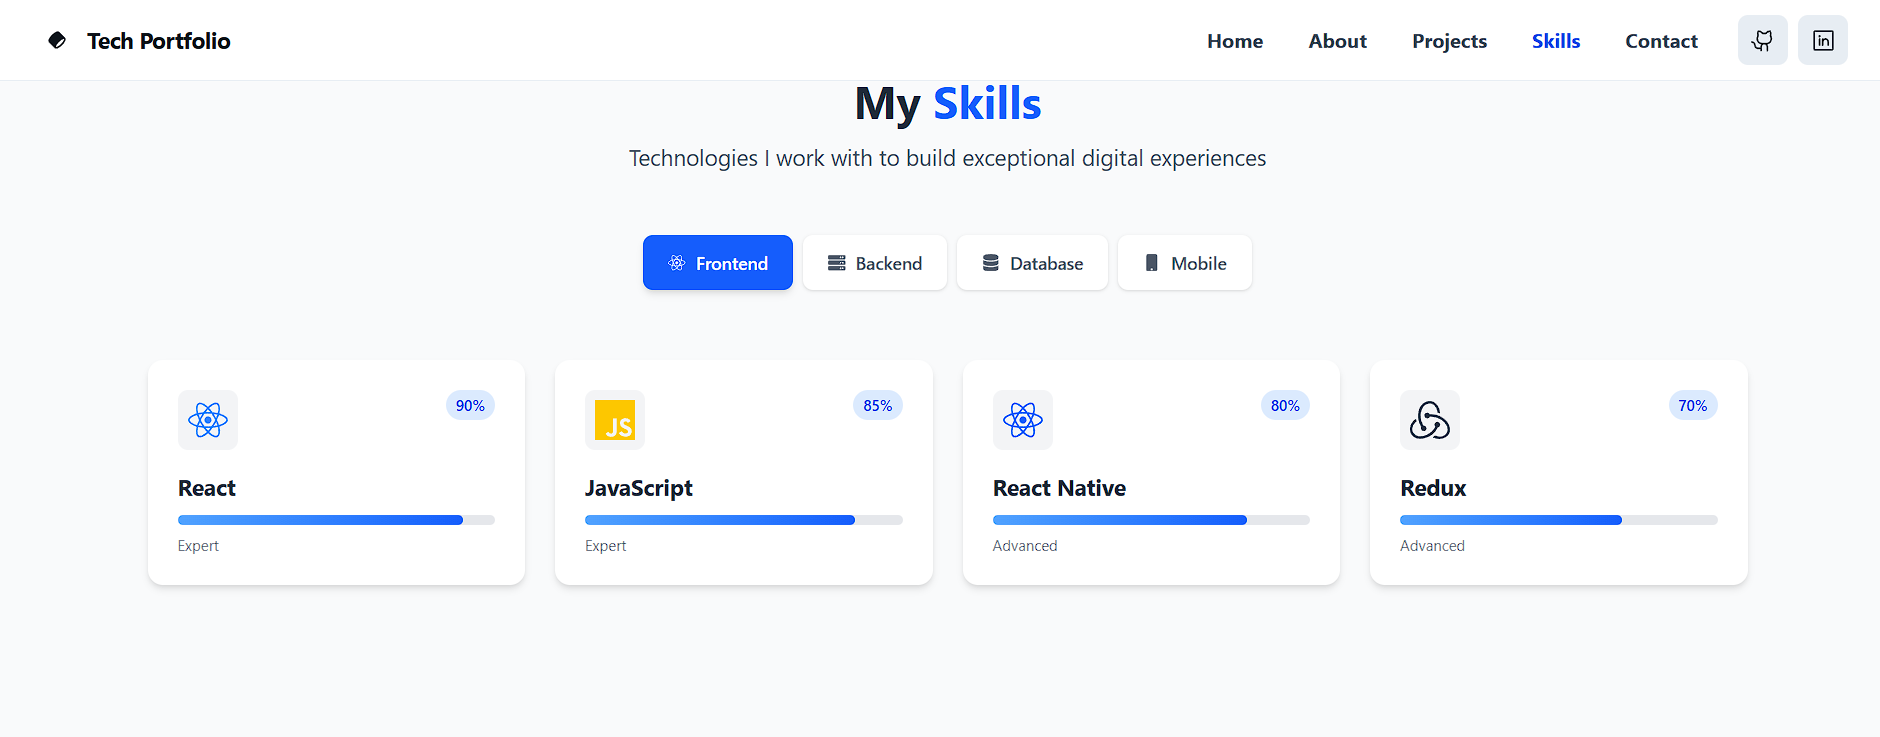 Tech Portfolio
Home About Projects Skills Contact
in
My Skills
Technologies I work with to build exceptional digital experiences
Frontend Backend Database Mobile
90%
JS
85%
80%
70%
React
JavaScript
React Native
Redux
Expert
Expert
Advanced
Advanced